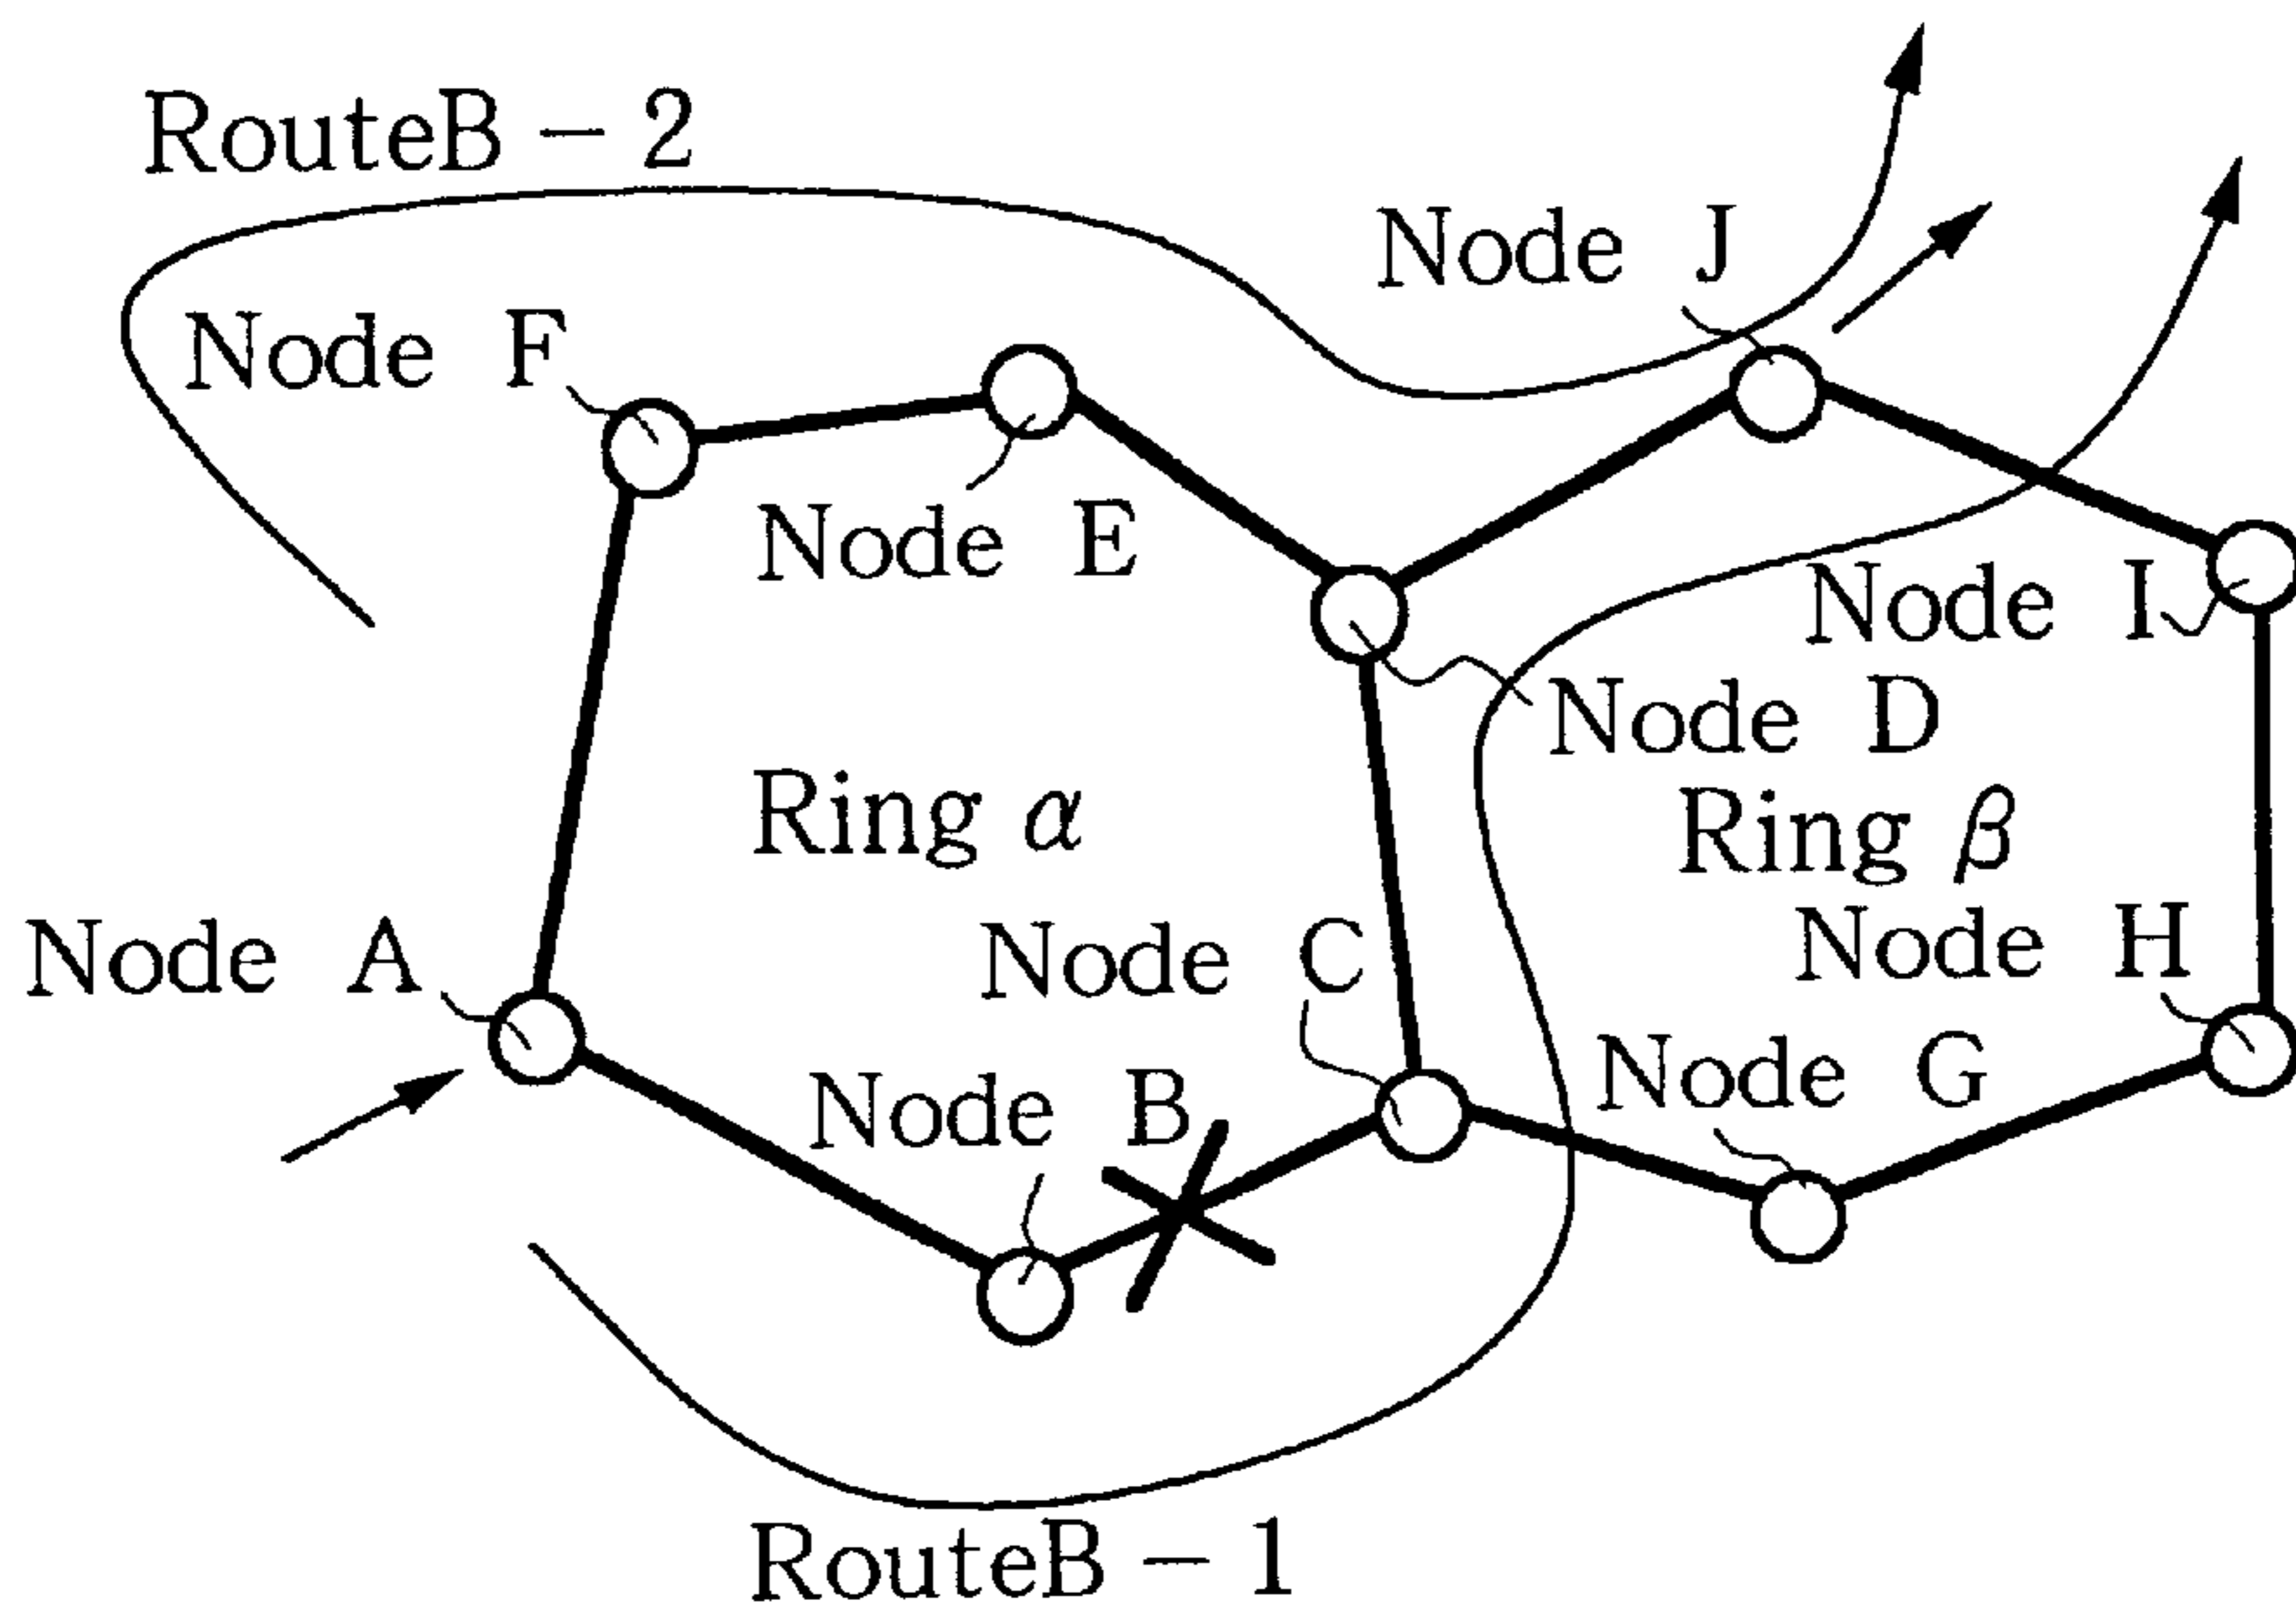 RouteB－2
Node J
Node F
Node E
Node I
Node D
Ring α
Ring β
Node A
Node C
Node H
Node G
Node B
RouteB－1